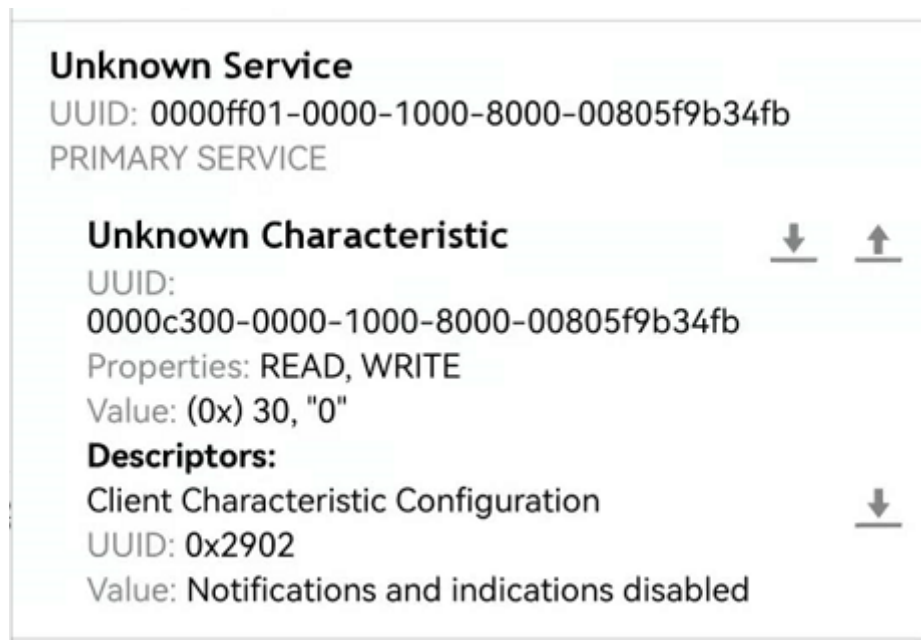 Unknown Service
UUID: 0000ff01-0000-1000-8000-00805f9b34fb
PRIMARY SERVICE
Unknown Characteristic
UUID:
0000c300-0000-1000-8000-00805f9b34fb
Properties: READ, WRITE
Value: (0x) 30, "0"
Descriptors:
Client Characteristic Configuration
UUID: 0x2902
Value: Notifications and indications disabled